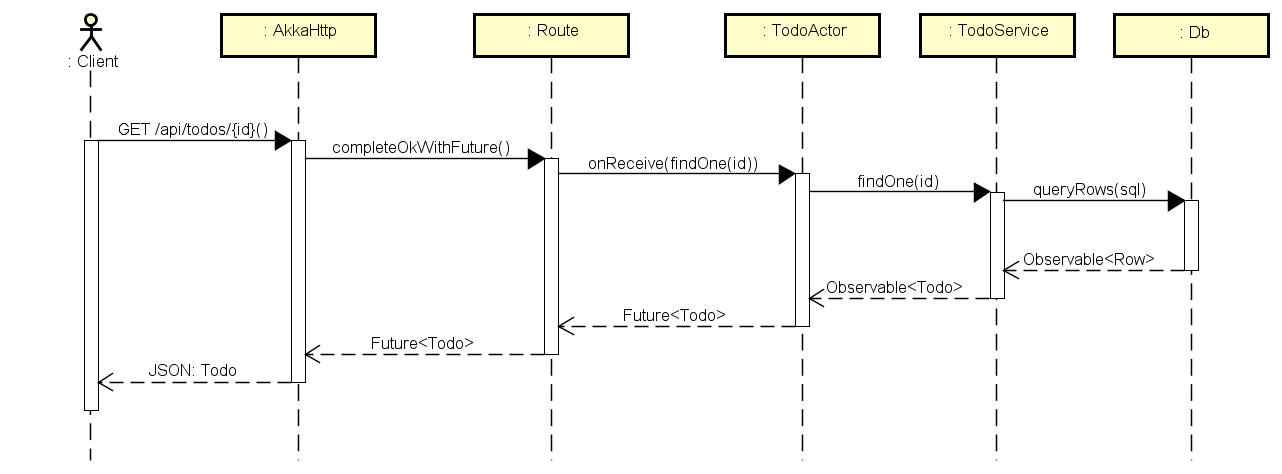 : Client
: AkkaHttp
: Route
: TodoActor
: TodoService
: Db
GET /api/todos/{id}()
completeOkWithFuture()
onReceive(findOne(id))
findOne(id)
queryRows(sql)
Observable<Row>
Observable<Todo>
Future<Todo>
Future<Todo>
JSON: Todo